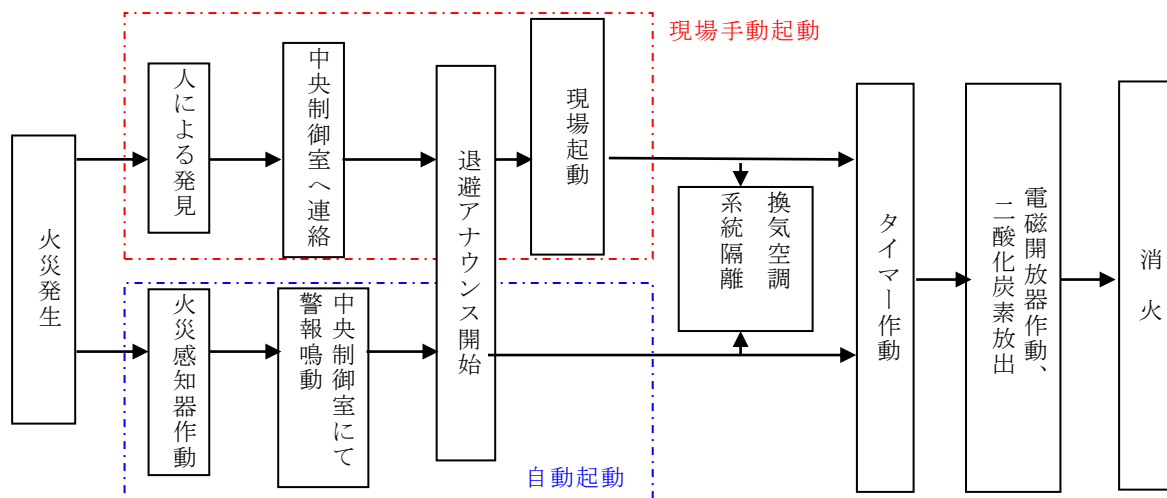 現場手動起動
火災発生
人による発見
中央制御室へ連絡
退避アナウンス開始
現場起動
換気空調
系統隔離
火災感知器作動
中央制御室にて
警報鳴動
自動起動
タイマー作動
電磁開放器作動、
二酸化炭素放出
消火